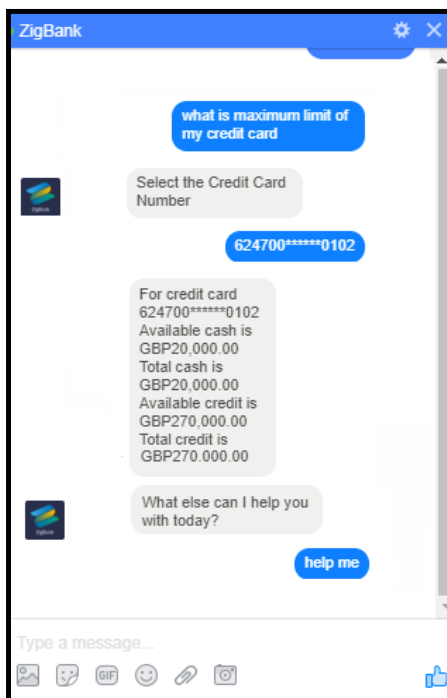 ZigBank
what is maximum limit of
my credit card
Select the Credit Card
Number
ZigBank
624700******0102
For credit card
624700******0102
Available cash is
GBP20,000.00
Total cash is
GBP20,000.00
Available credit is
GBP270,000.00
Total credit is
GBP270.000.00
What else can I help you
with today?
ZigBank
help me
Type a message...
GIF